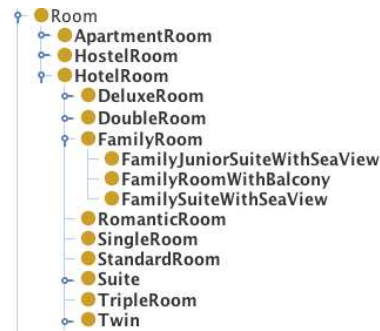 Room
ApartmentRoom
HostelRoom
HotelRoom
DeluxeRoom
DoubleRoom
FamilyRoom
FamilyJuniorSuiteWithSeaView
FamilyRoomWithBalcony
FamilySuiteWithSeaView
RomanticRoom
SingleRoom
StandardRoom
Suite
TripleRoom
Twin